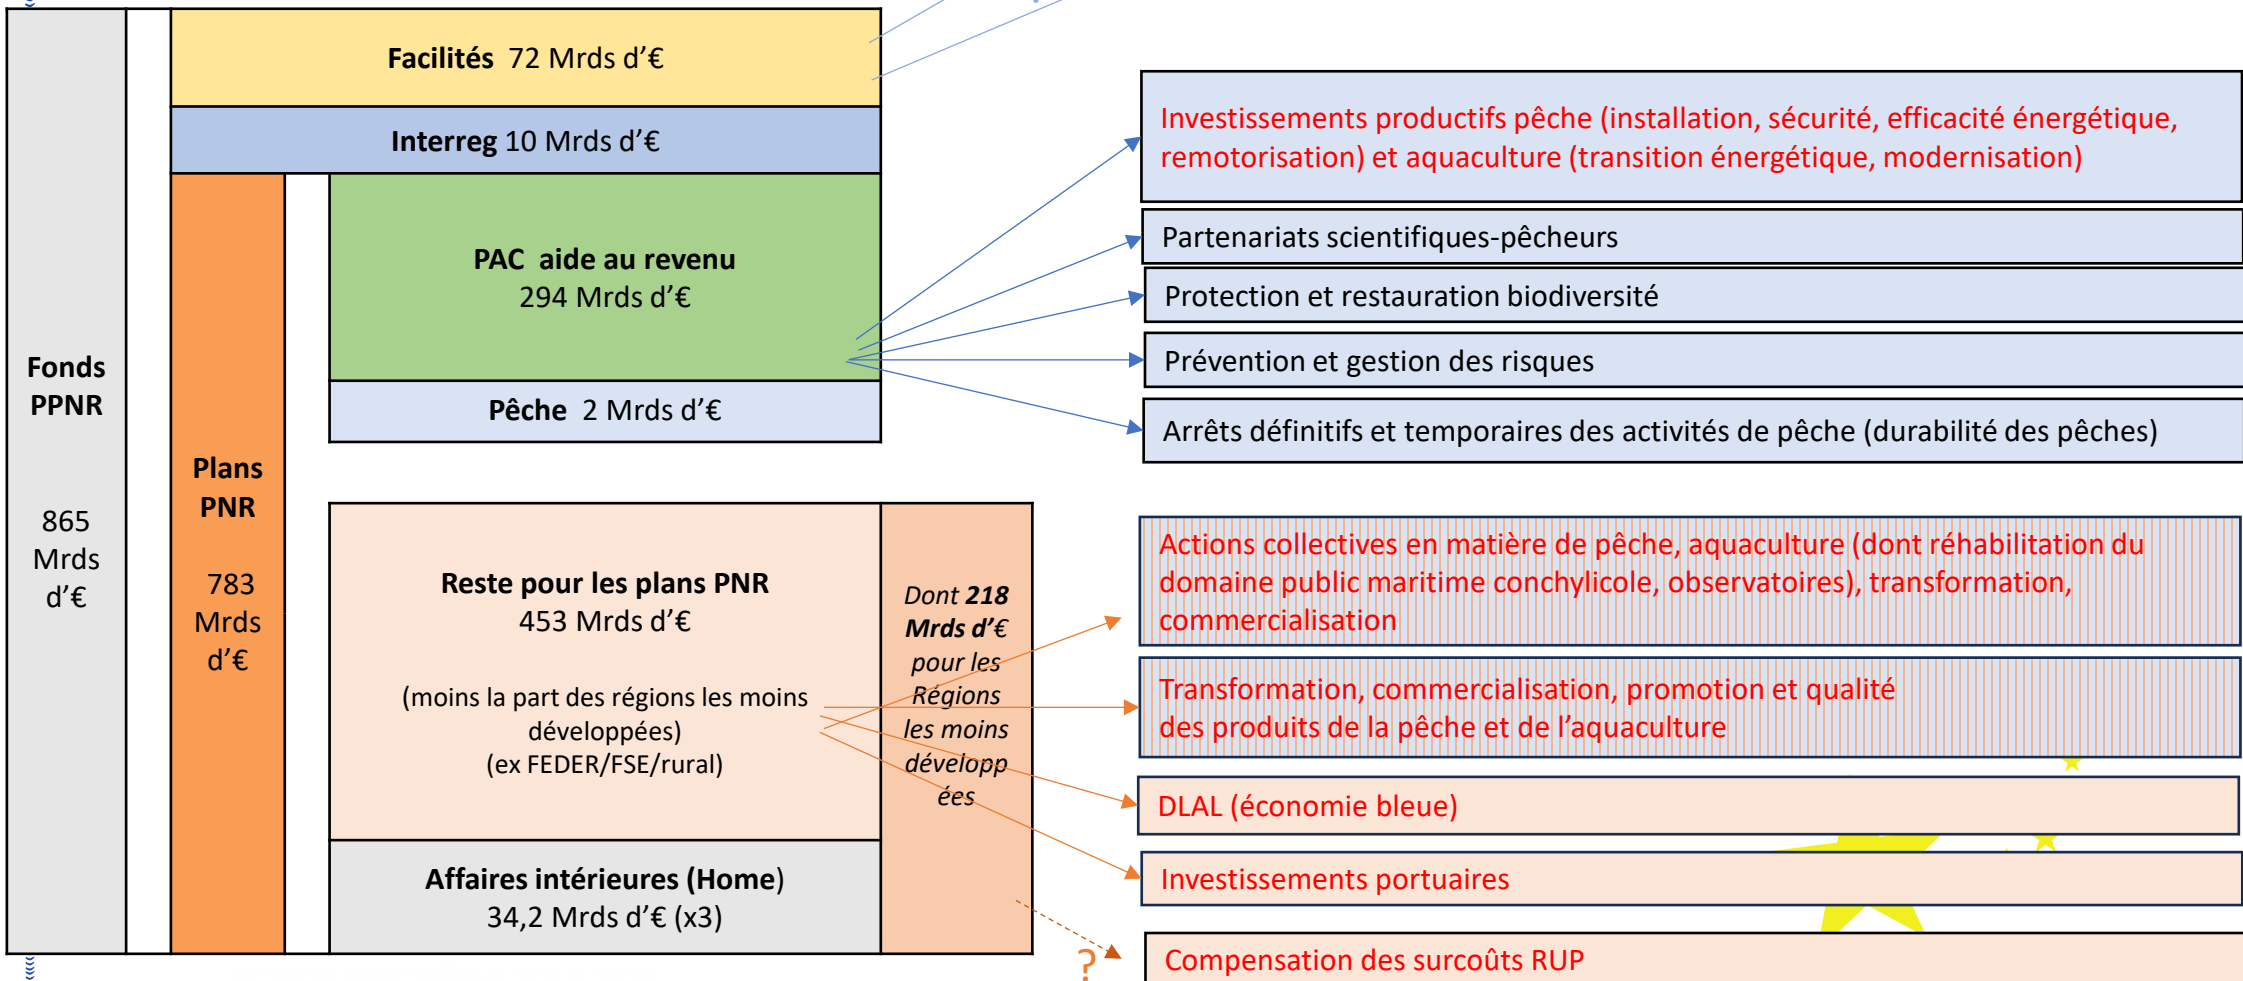 Facilités 72 Mrds d'€
Interreg 10 Mrds d'€
PAC aide au revenu
294 Mrds d'€
Pêche 2 Mrds d'€
Fonds
PPNR
865
Mrds
d'€
Plans
PNR
783
Mrds
d'€
Reste pour les plans PNR
453 Mrds d'€
(moins la part des régions les moins
développées)
(ex FEDER/FSE/rural)
Affaires intérieures (Home)
34,2 Mrds d'€ (x3)
Dont 218
Mrds d'€
pour les
Régions
les moins
développ
ées
Investissements productifs pêche (installation, sécurité, efficacité énergétique,
remotorisation) et aquaculture (transition énergétique, modernisation)
Partenariats scientifiques-pêcheurs
Protection et restauration biodiversité
Prévention et gestion des risques
Arrêts définitifs et temporaires des activités de pêche (durabilité des pêches)
Actions collectives en matière de pêche, aquaculture (dont réhabilitation du
domaine public maritime conchylicole, observatoires), transformation,
commercialisation
Transformation, commercialisation, promotion et qualité
des produits de la pêche et de l'aquaculture
DLAL (économie bleue)
Investissements portuaires
?
Compensation des surcoûts RUP